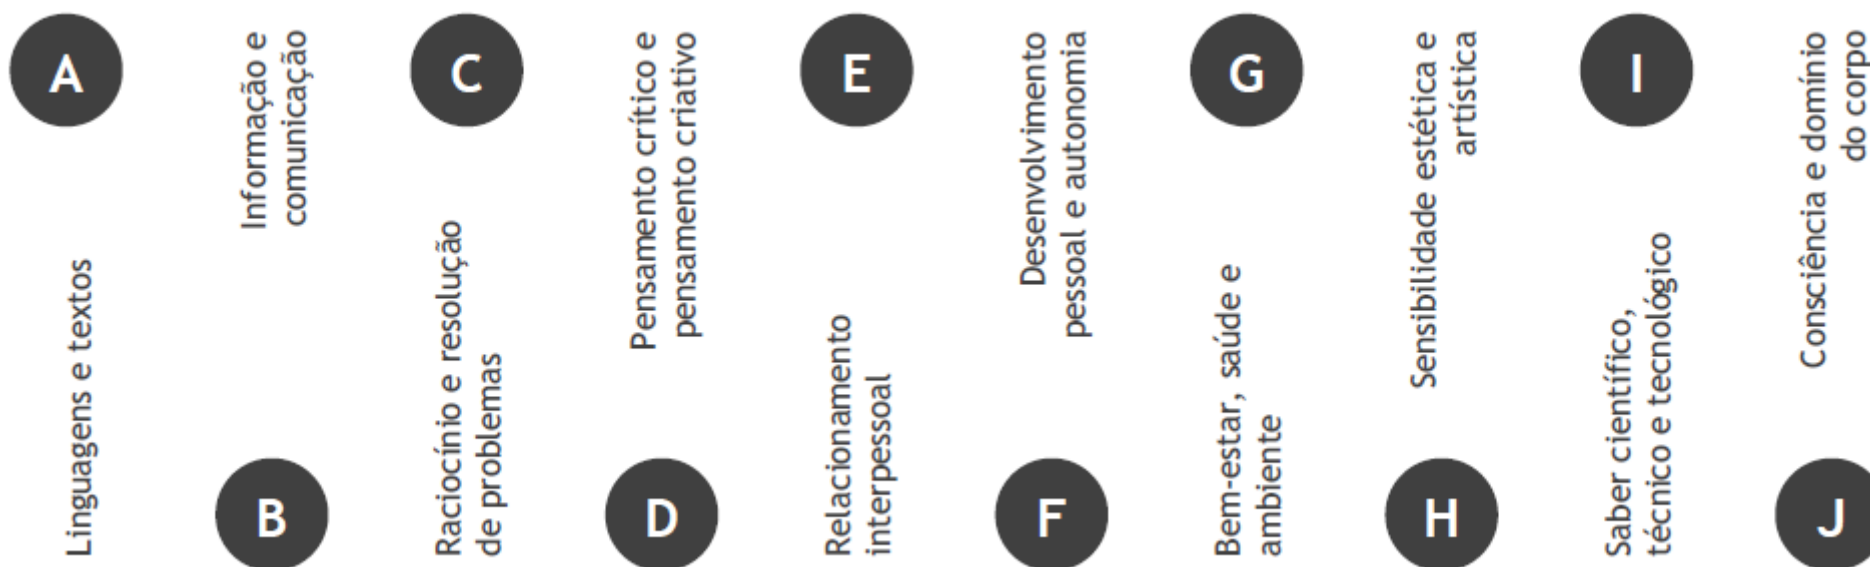 A
Linguagens e textos
Informação e
comunicação
B
C
Raciocínio e resolução
de problemas
Pensamento crítico e
pensamento criativo
D
E
Relacionamento
interpessoal
Desenvolvimento
pessoal e autonomia
F
G
Bem-estar, saúde e
ambiente
Sensibilidade estética e
artística
H
I
Saber científico,
técnico e tecnológico
Consciência e domínio
do corpo
J